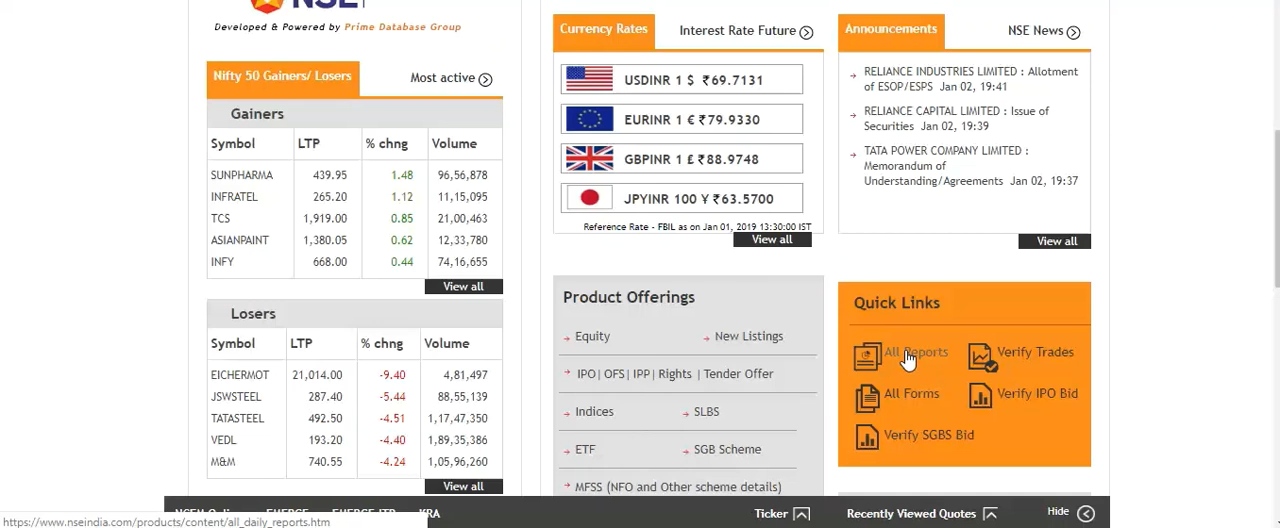 NSE
Developed & Powered by Prime Database Group
Nifty 50 Gainers/ Losers
Most active
Gainers
Symbol LTP % chng Volume
SUNPHARMA 439.95 1.48 96,56,878
INFRATEL 265.20 1.12 11,15,095
TCS 1,919.00 0.85 21,00,463
ASIANPAINT 1,380.05 0.62 12,33,780
INFY 668.00 0.44 74,16,655
View all
Losers
Symbol LTP % chng Volume
EICHERMOT 21,014.00 -9.40 4,81,497
JSWSTEEL 287.40 -5.44 88,55,139
TATASTEEL 492.50 -4.51 1,17,47,350
VEDL 193.20 -4.40 1,89,35,386
M&M 740.55 -4.24 1,05,96,260
View all
Currency Rates
Interest Rate Future
USDINR 1 $ ₹69.7131
EURINR 1 € ₹79.9330
GBPINR 1 £ ₹88.9748
JPYINR 100 ¥ ₹63.5700
Reference Rate - FBIL as on Jan 01, 2019 13:30:00 IST
View all
Announcements
NSE News
RELIANCE INDUSTRIES LIMITED : Allotment
of ESOP/ESPS Jan 02, 19:41
RELIANCE CAPITAL LIMITED : Issue of
Securities Jan 02, 19:39
TATA POWER COMPANY LIMITED :
Memorandum of
Understanding/Agreements Jan 02, 19:37
View all
Product Offerings
Equity New Listings
IPO| OFS| IPP| Rights | Tender Offer
Indices SLBS
ETF SGB Scheme
MFSS (NFO and Other scheme details)
Quick Links
All Reports Verify Trades
All Forms Verify IPO Bid
Verify SGBS Bid
KRA
Ticker
Recently Viewed Quotes
Hide
https://www.nseindia.com/products/content/all_daily_reports.htm